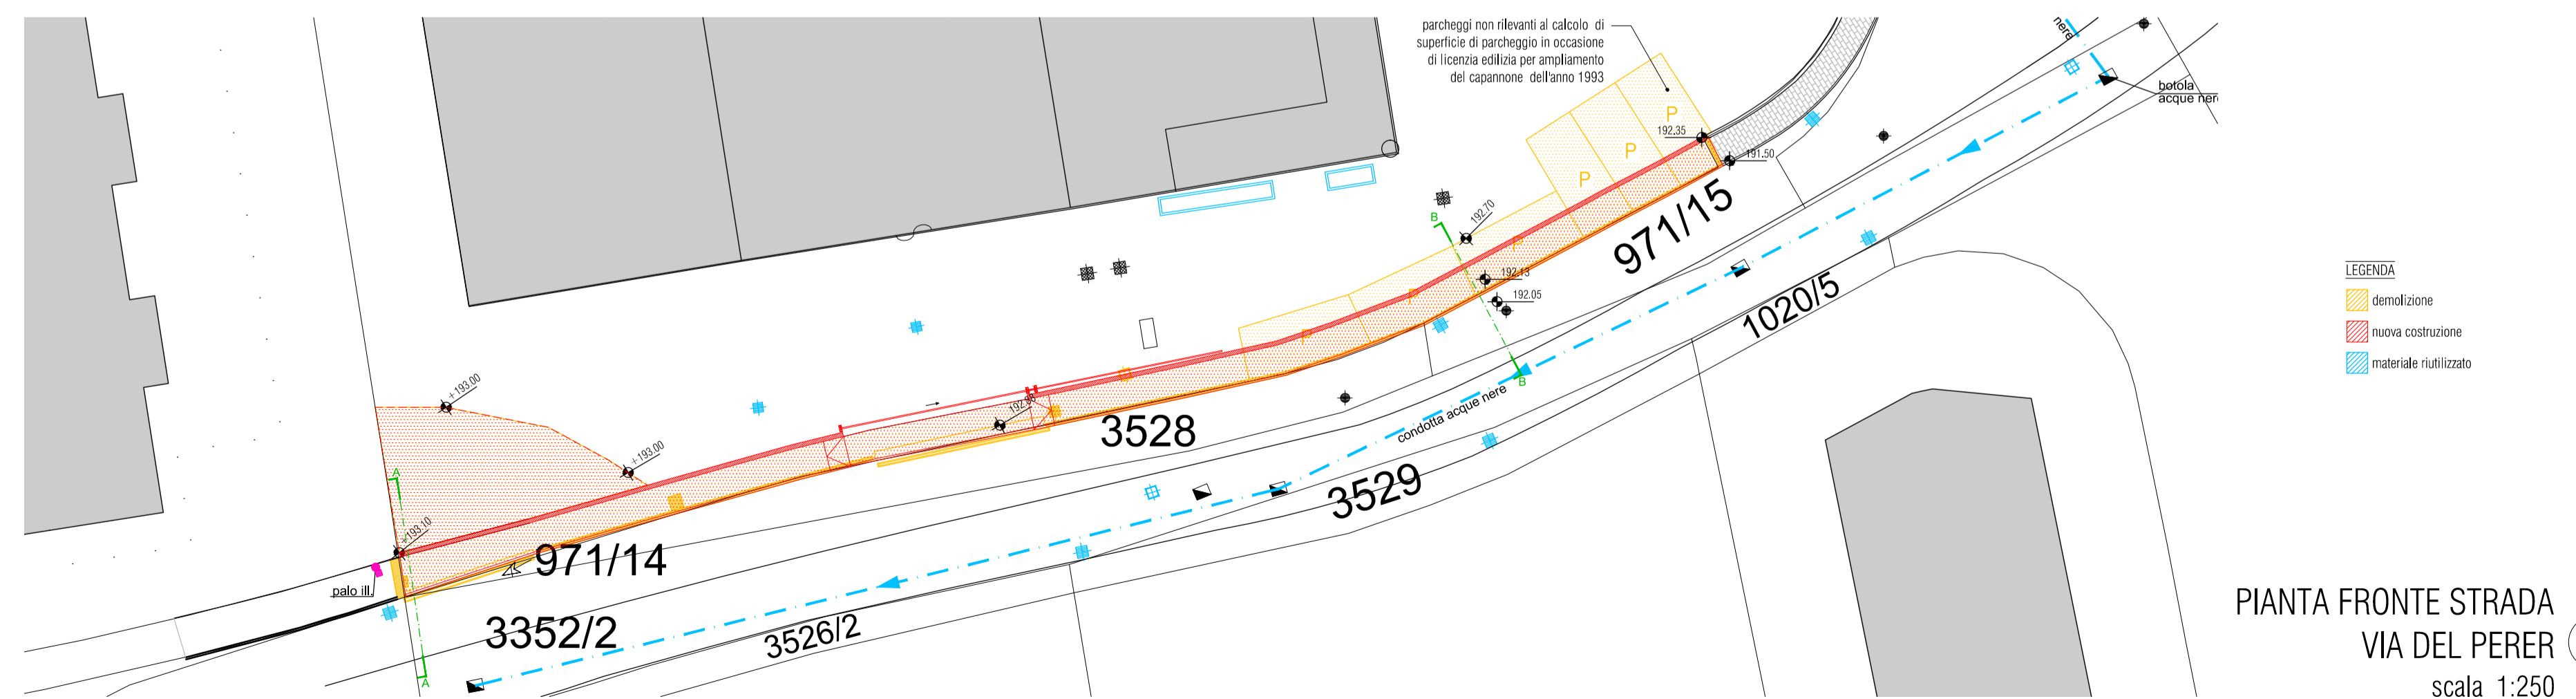 parcheggi non rilevanti al calcolo di
superficie di parcheggio in occasione
di licenzia edilizia per ampliamento
del capannone dell'anno 1993
nere
botola
acque ner
192.35
191.50
P
P
P
971/15
B
192.70
P
192.13
192.05
P
P
1020/5
LEGENDA
demolizione
nuova costruzione
materiale riutilizzato
B
condotta acque nere
+193.00
3528
+193.00
A
3529
+193.10
971/14
palo ill.
3352/2
3526/2
A
PIANTA FRONTE STRADA
VIA DEL PERER
scala 1:250